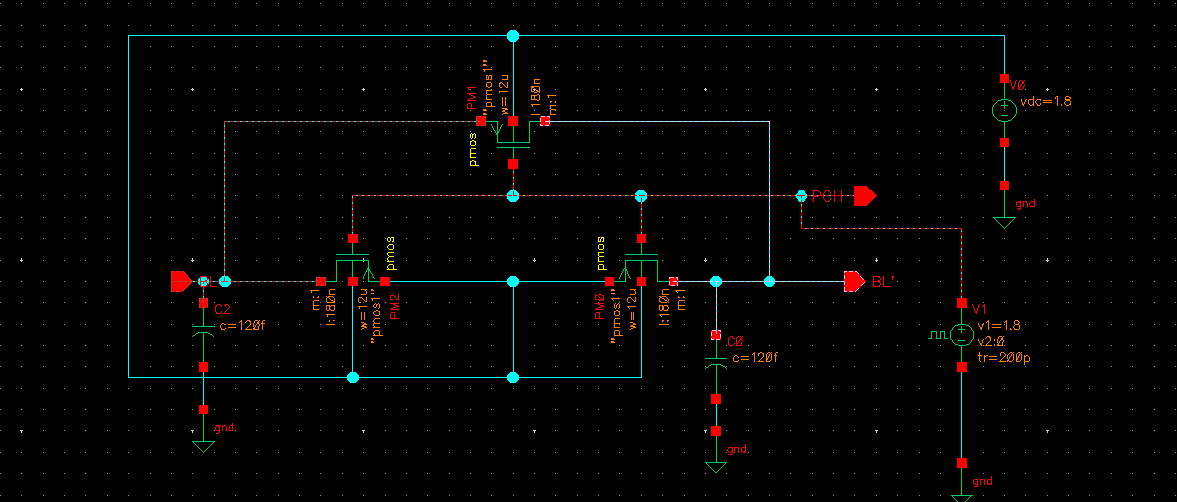 V0
vdc=1.8
PM1
"pmos1"
w=12u
l:180n
m:1
pmos
gnd
PCH
pmos
pmos
BL
m:1
l:180n
w=12u
"pmos1"
PM2
PM0
"pmos1"
w=12u
l:180n
m:1
BL'
C2
c=120f
V1
v1=1.8
v2:0
tr=200p
C0
c=120f
gnd
gnd
gnd